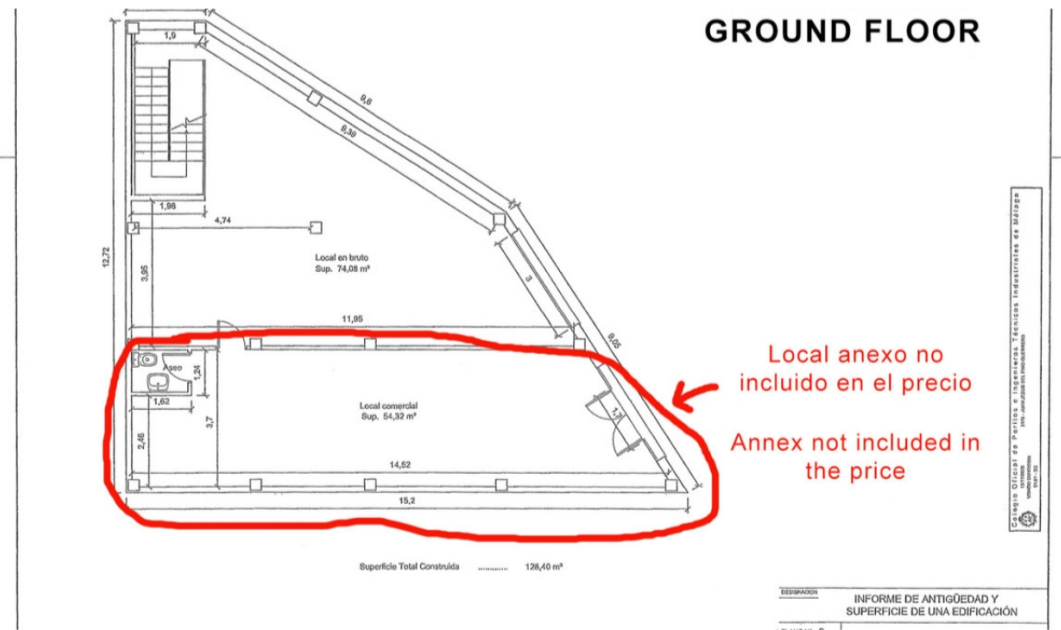 GROUND FLOOR
1,9
9,6
8,39
1,98
4,74
12,72
3,95
Local en bruto
Sup. 74,08 m²
3
11,95
9,05
Aseo
1,24
1,62
Local comercial
Sup. 54,32 m²
3,7
2,46
14,52
15,2
Local anexo no
incluido en el precio
Annex not included in
the price
Superficie Total Construida ............ 128,40 m²
Colegio Oficial de Peritos e Ingenieros Técnicos Industriales de Málaga
DESIGNACION
INFORME DE ANTIGÜEDAD Y
SUPERFICIE DE UNA EDIFICACIÓN